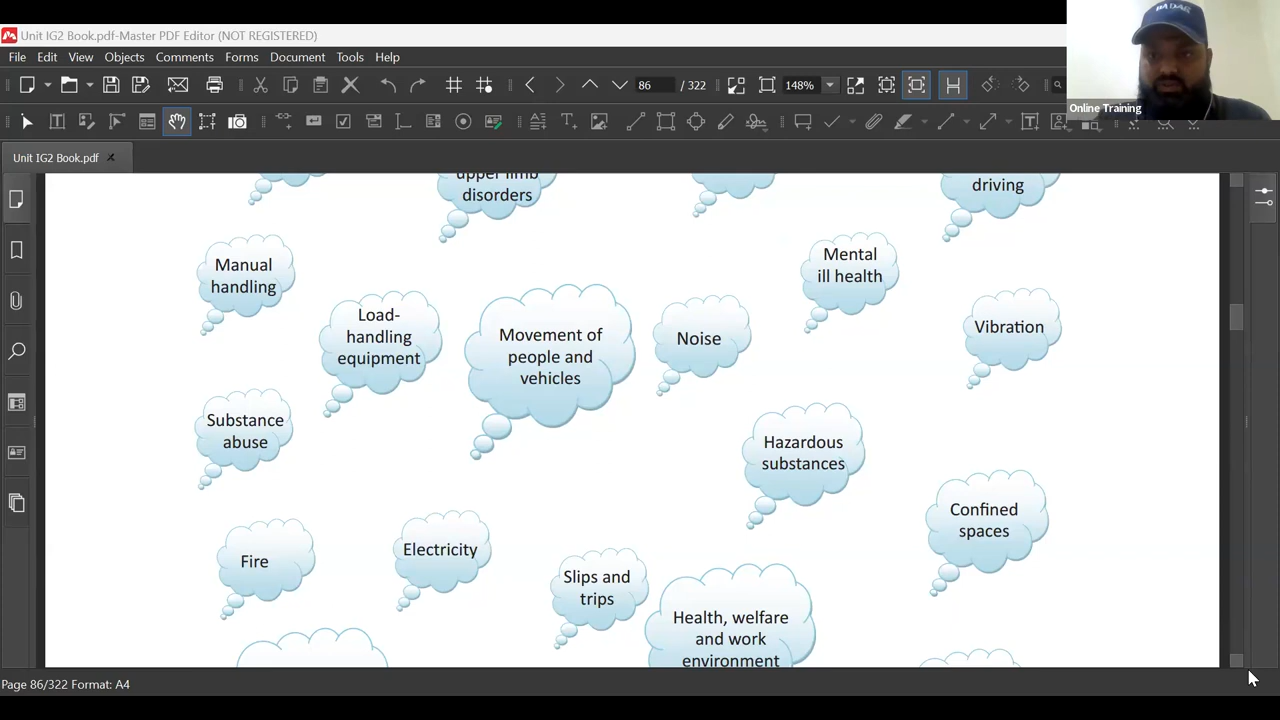 Unit IG2 Book.pdf-Master PDF Editor (NOT REGISTERED)
File Edit View Objects Comments Forms Document Tools Help
86 / 322 148%
Online Training
Unit IG2 Book.pdf
upper limb
disorders
driving
Manual
handling
Load-
handling
equipment
Movement of
people and
vehicles
Noise
Mental
ill health
Vibration
Substance
abuse
Hazardous
substances
Confined
spaces
Fire
Electricity
Slips and
trips
Health, welfare
and work
environment
Page 86/322 Format: A4